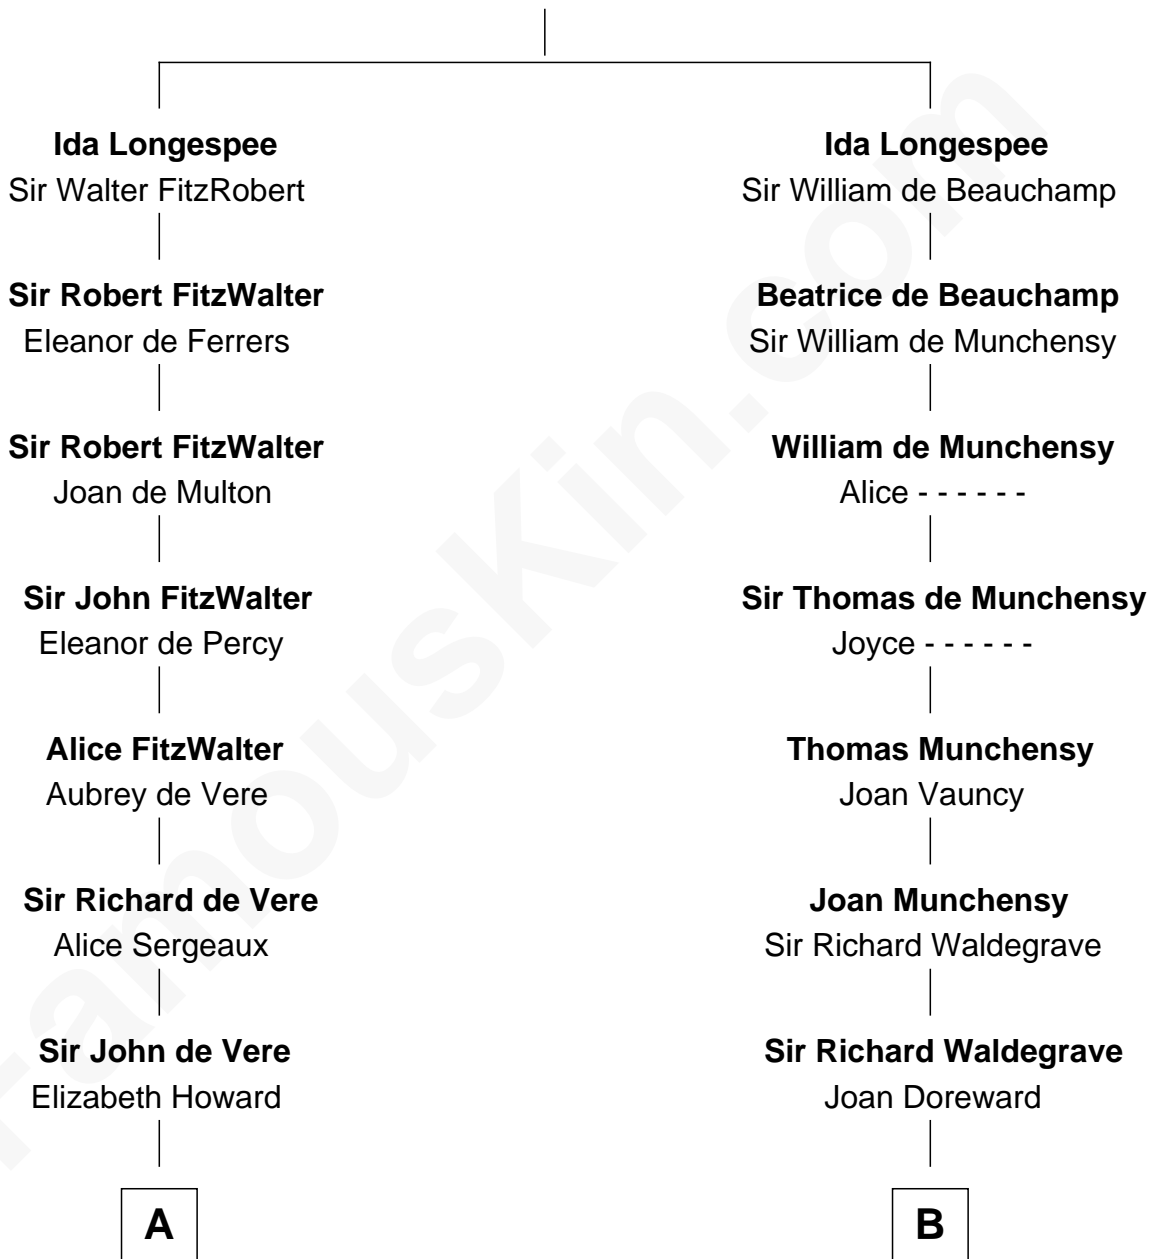 Ida Longespee
Sir Walter FitzRobert
Sir Robert FitzWalter
Eleanor de Ferrers
Sir Robert FitzWalter
Joan de Multon
Sir John FitzWalter
Eleanor de Percy
Alice FitzWalter
Aubrey de Vere
Sir Richard de Vere
Alice Sergeaux
Sir John de Vere
Elizabeth Howard
A
Ida Longespee
Sir William de Beauchamp
Beatrice de Beauchamp
Sir William de Munchensy
William de Munchensy
Alice - - - - - -
Sir Thomas de Munchensy
Joyce - - - - - -
Thomas Munchensy
Joan Vauncy
Joan Munchensy
Sir Richard Waldegrave
Sir Richard Waldegrave
Joan Doreward
B
FamousKin.com